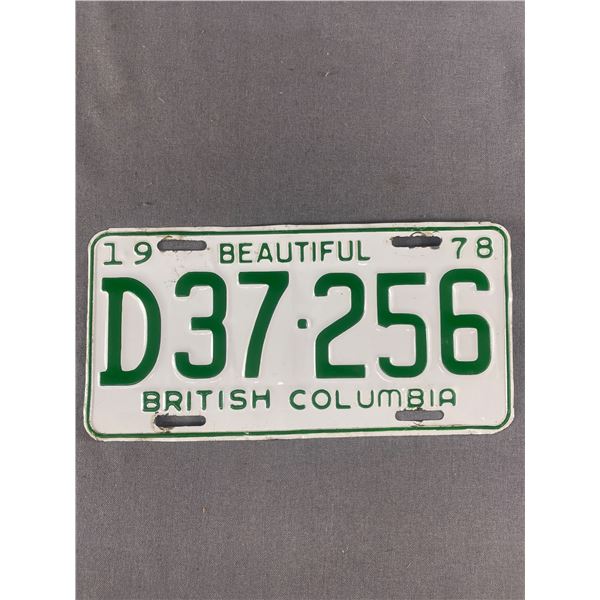 19 BEAUTIFUL 78
D37·256
BRITISH COLUMBIA